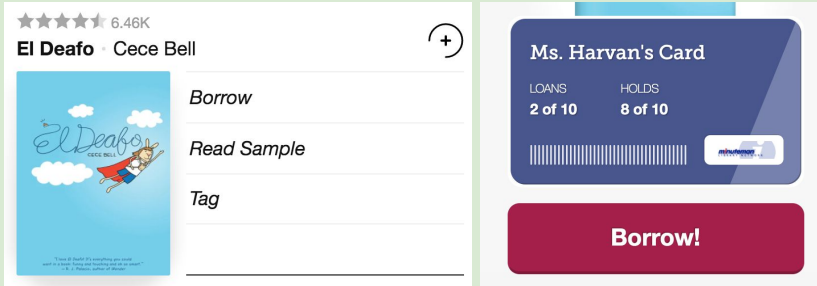 6.46K
El Deafo · Cece Bell
El Deafo
CECE BELL
Borrow
Read Sample
Tag
Ms. Harvan's Card
LOANS HOLDS
2 of 10 8 of 10
minuteman
Borrow!